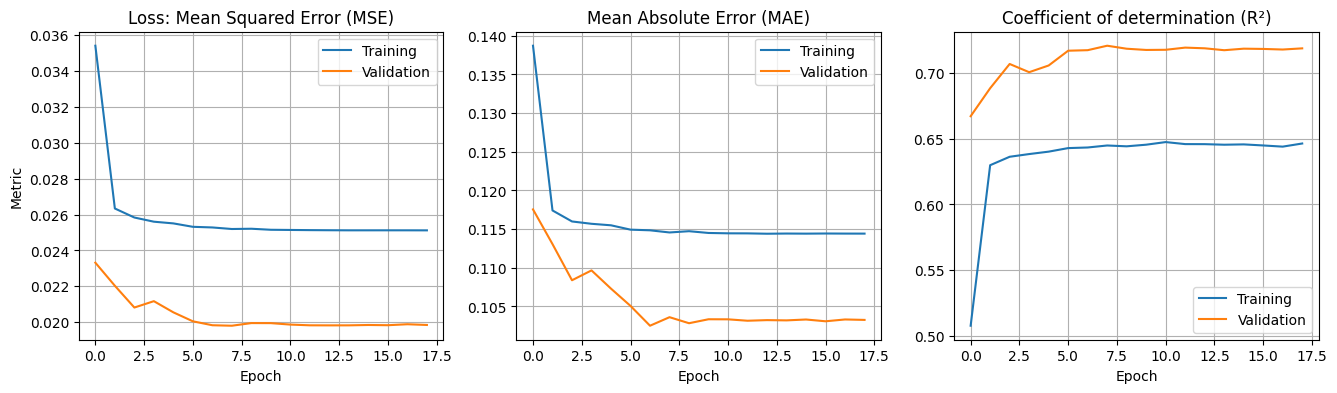 Loss: Mean Squared Error (MSE)
Metric
0.036
0.034
0.032
0.030
0.028
0.026
0.024
0.022
0.020
Training
Validation
0.0 2.5 5.0 7.5 10.0 12.5 15.0 17.5
Epoch
Mean Absolute Error (MAE)
0.140
0.135
0.130
0.125
0.120
0.115
0.110
0.105
Training
Validation
0.0 2.5 5.0 7.5 10.0 12.5 15.0 17.5
Epoch
Coefficient of determination (R²)
0.70
0.65
0.60
0.55
0.50
Training
Validation
0.0 2.5 5.0 7.5 10.0 12.5 15.0 17.5
Epoch